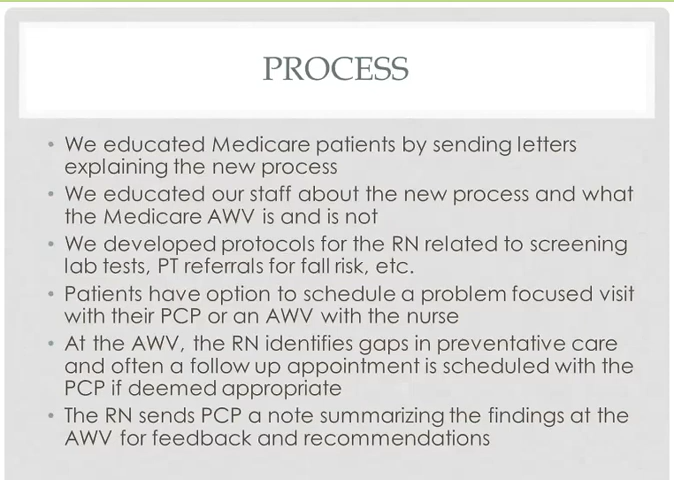 PROCESS
• We educated Medicare patients by sending letters
explaining the new process
• We educated our staff about the new process and what
the Medicare AWV is and is not
• We developed protocols for the RN related to screening
lab tests, PT referrals for fall risk, etc.
• Patients have option to schedule a problem focused visit
with their PCP or an AWV with the nurse
• At the AWV, the RN identifies gaps in preventative care
and often a follow up appointment is scheduled with the
PCP if deemed appropriate
• The RN sends PCP a note summarizing the findings at the
AWV for feedback and recommendations